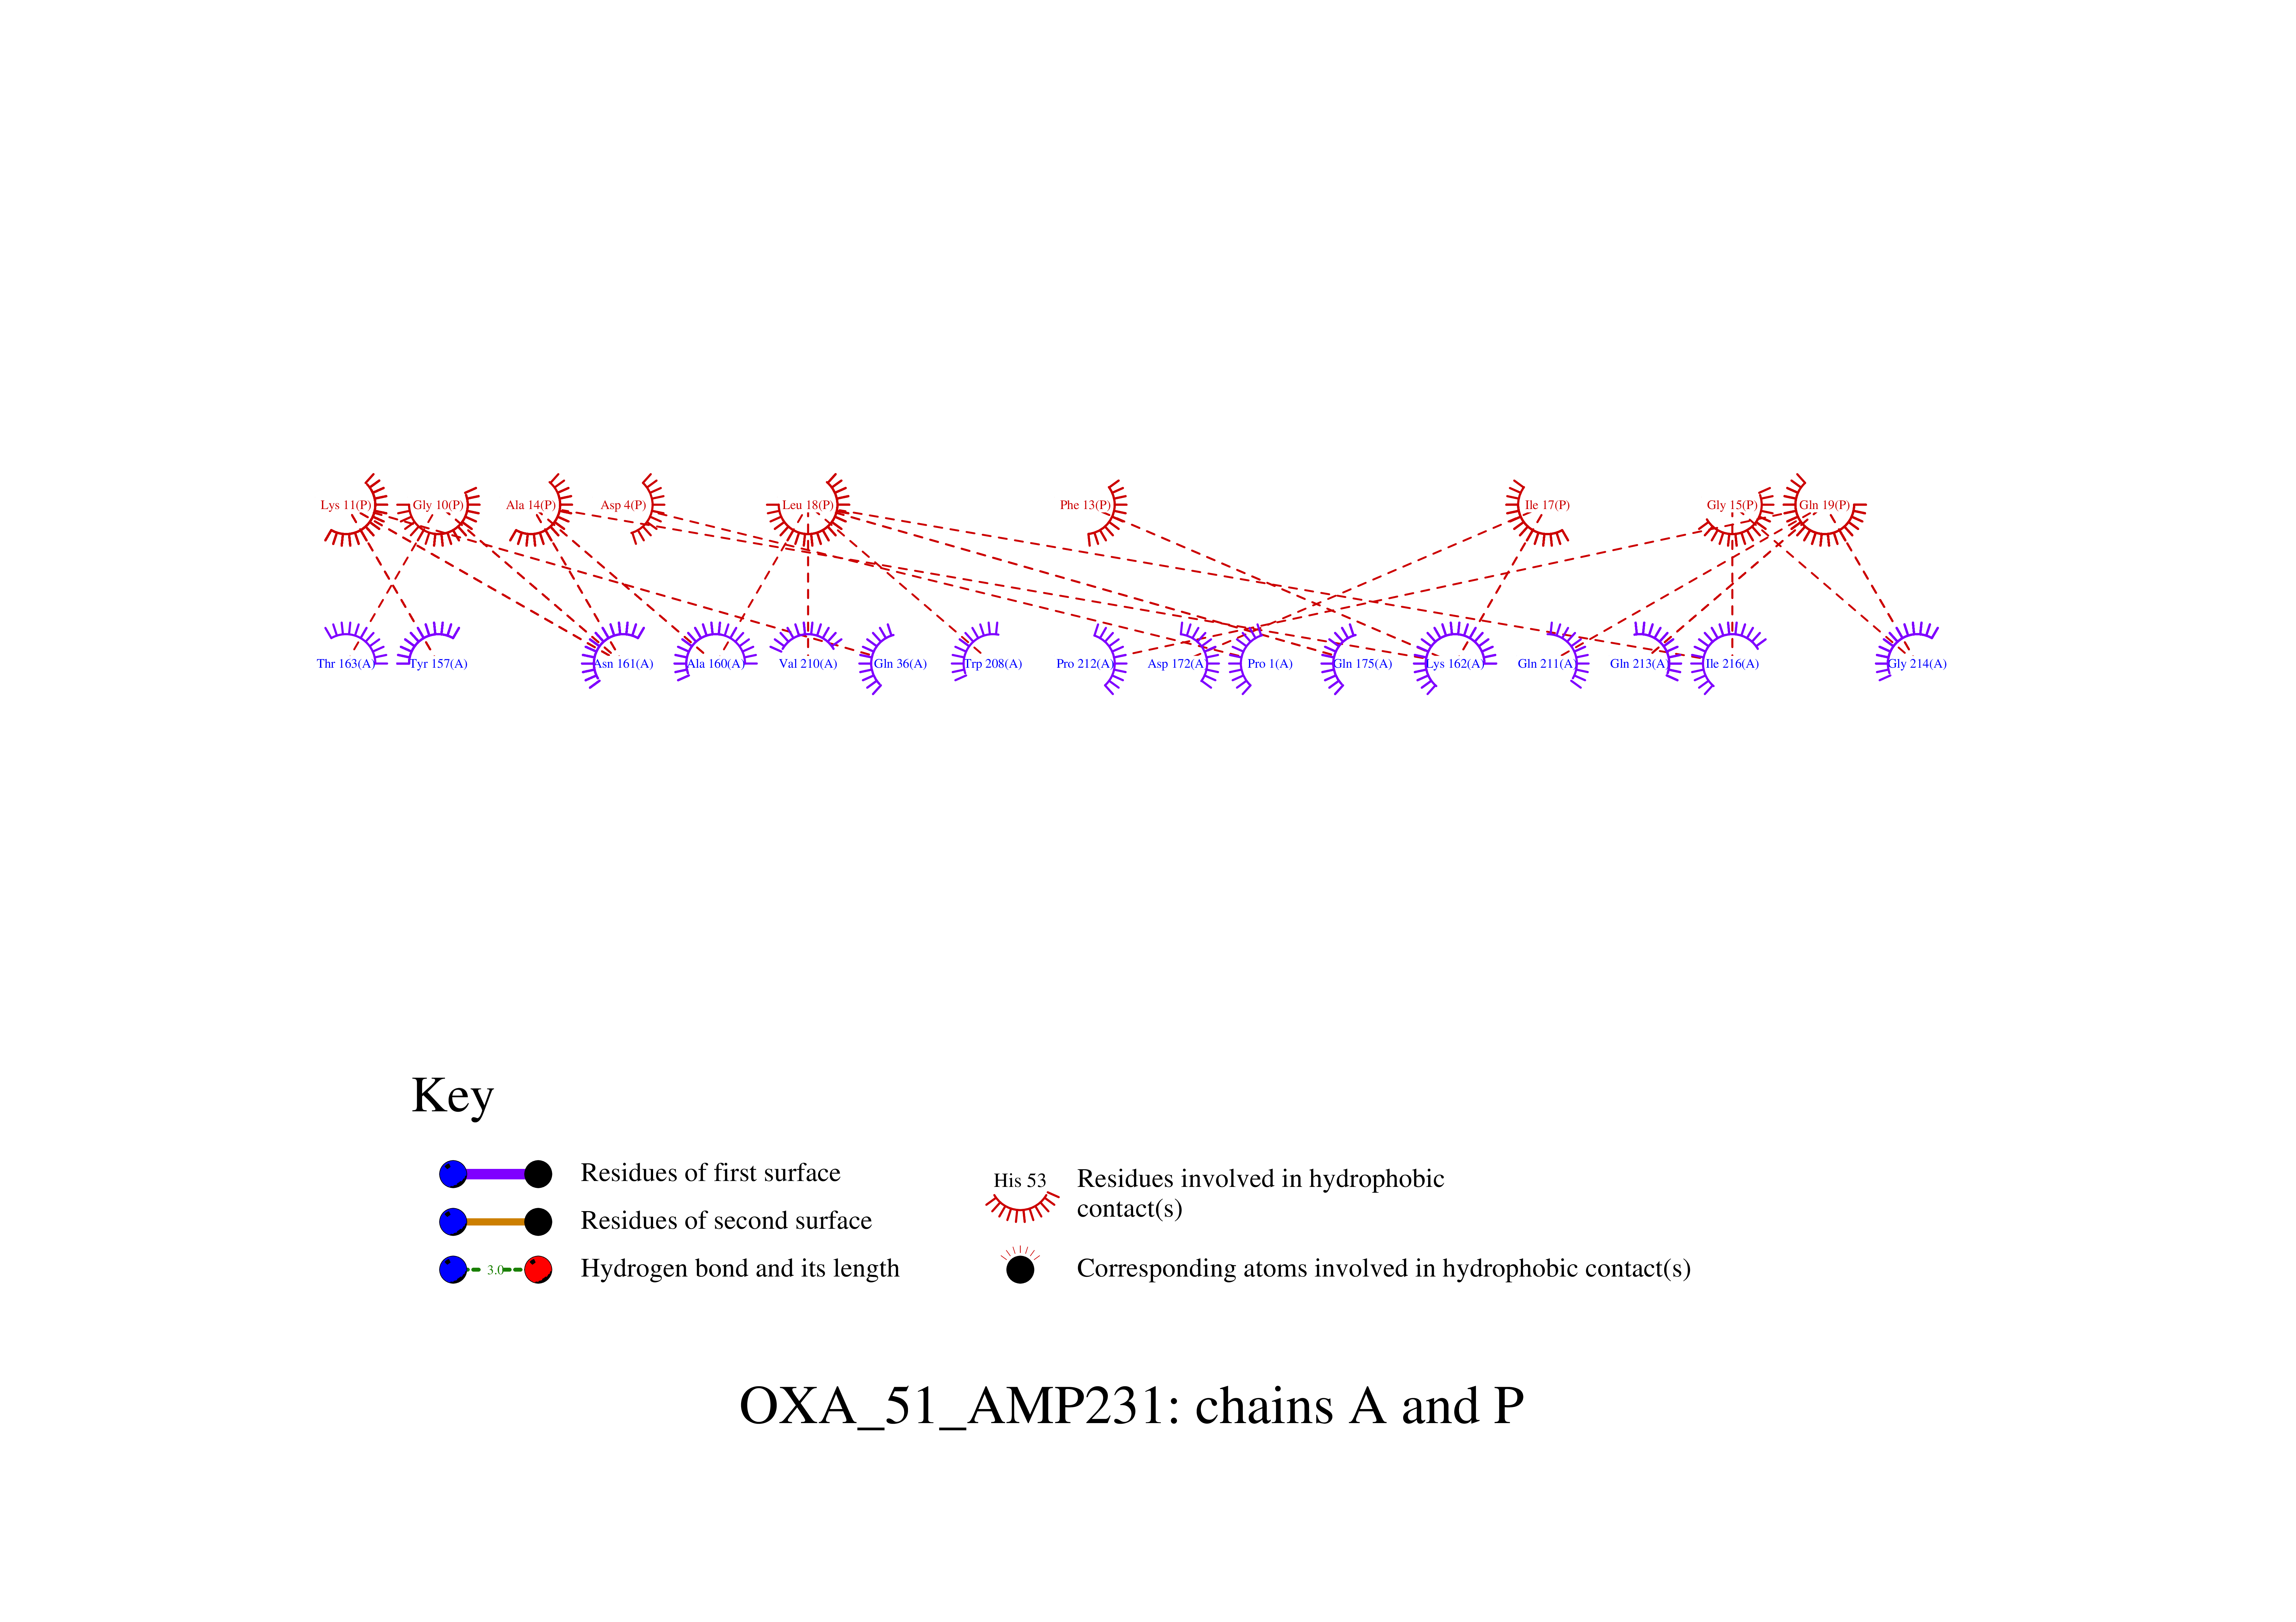 Lys 11(P) Gly 10(P) Ala 14(P) Asp 4(P) Leu 18(P) Phe 13(P) Ile 17(P) Gly 15(P) Gln 19(P)
Thr 163(A) Tyr 157(A) Asn 161(A) Ala 160(A) Val 210(A) Gln 36(A) Trp 208(A) Pro 212(A) Asp 172(A) Pro 1(A) Gln 175(A) Lys 162(A) Gln 211(A) Gln 213(A) Ile 216(A) Gly 214(A)
Key
Residues of first surface
Residues of second surface
3.0 Hydrogen bond and its length
His 53 Residues involved in hydrophobic
contact(s)
Corresponding atoms involved in hydrophobic contact(s)
OXA_51_AMP231: chains A and P